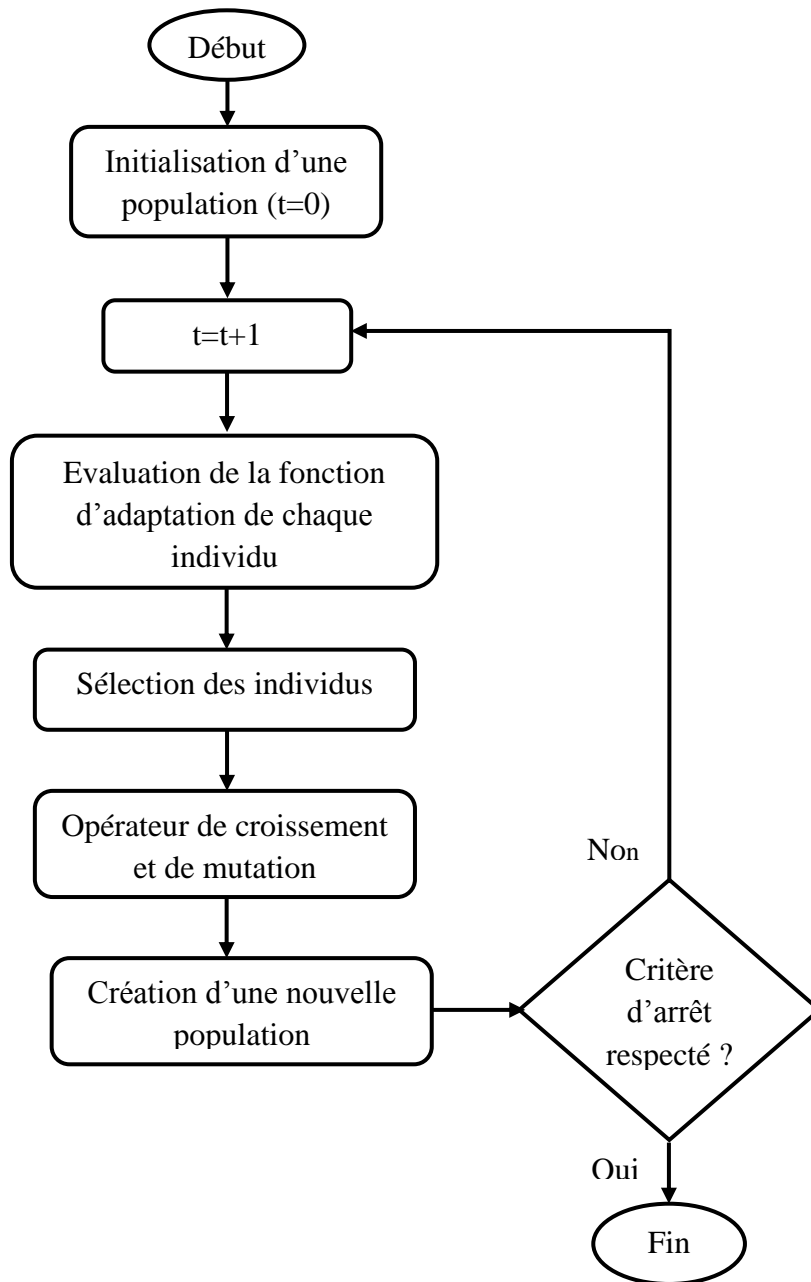 Début
Initialisation d’une
population (t=0)
t=t+1
Evaluation de la fonction
d’adaptation de chaque
individu
Sélection des individus
Opérateur de croissement
et de mutation
Création d’une nouvelle
population
Non
Critère
d’arrêt
respecté ?
Oui
Fin